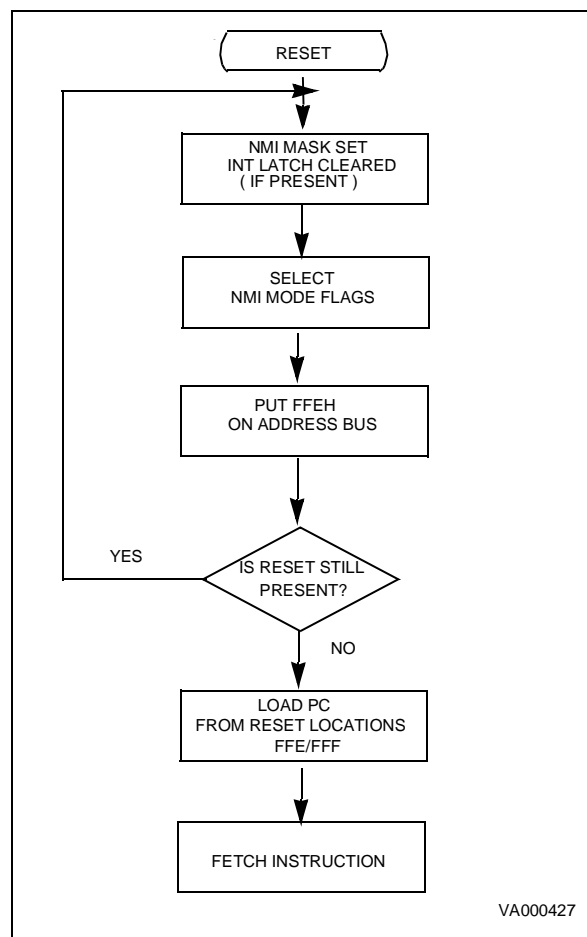 RESET
NMI MASK SET
INT LATCH CLEARED
( IF PRESENT )
SELECT
NMI MODE FLAGS
PUT FFEH
ON ADDRESS BUS
YES
IS RESET STILL
PRESENT?
NO
LOAD PC
FROM RESET LOCATIONS
FFE/FFF
FETCH INSTRUCTION
VA000427